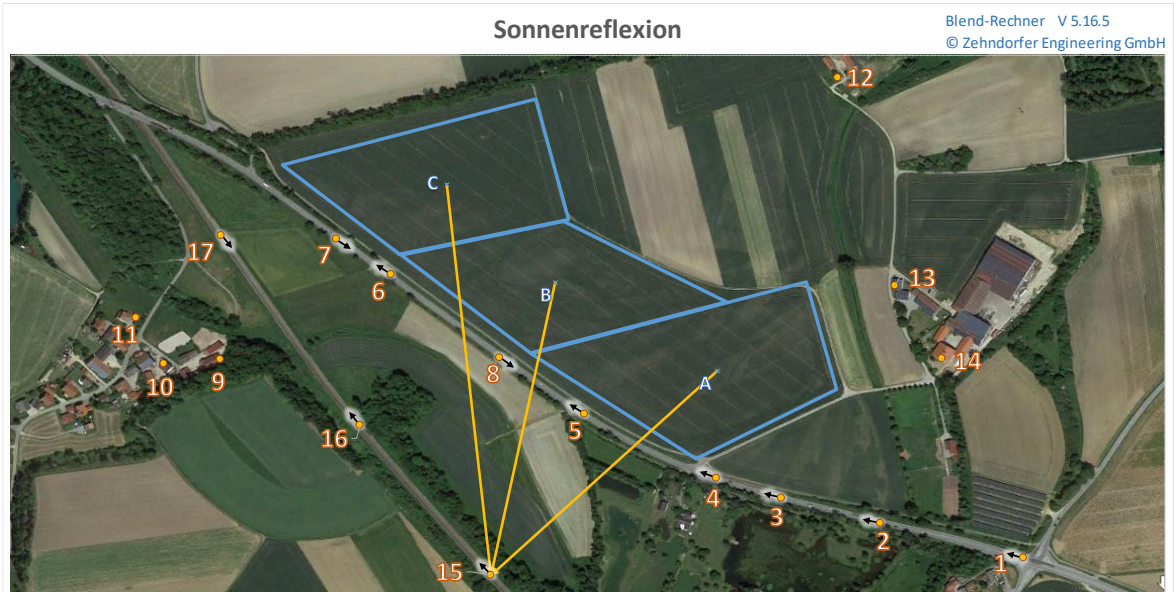 Sonnenreflexion
Blend-Rechner V 5.16.5
© Zehndorfer Engineering GmbH
12
C
17
7
6
B
13
11
10
9
8
A
14
5
16
4
3
2
15
1